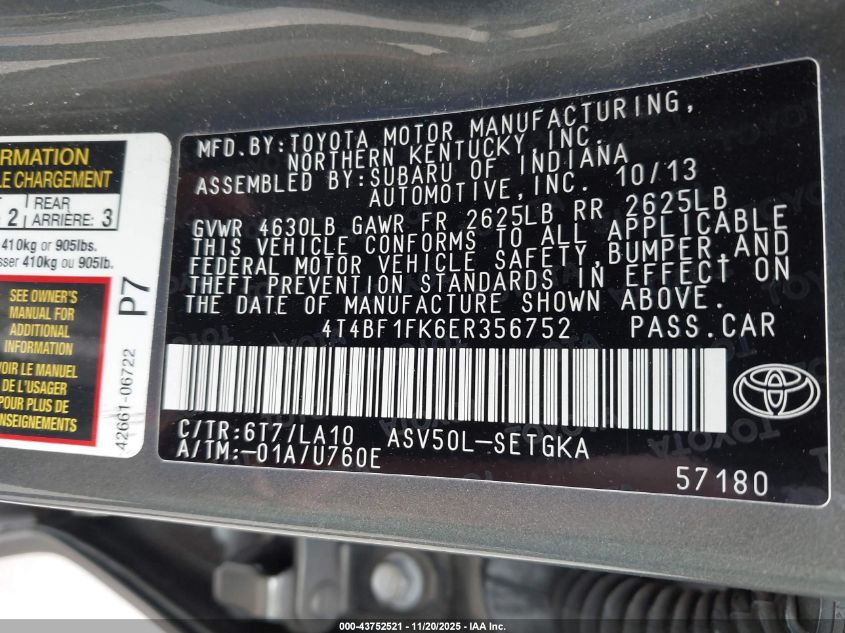 RMATION
LE CHARGEMENT
2
REAR
ARRIÈRE: 3
410kg or 905lbs.
sser 410kg ou 905lb.
SEE OWNER'S
MANUAL FOR
ADDITIONAL
INFORMATION
VOIR LE MANUEL
DE L'USAGER
POUR PLUS DE
NSEIGNEMENTS
P7
42661-06722
MFD.BY:TOYOTA MOTOR MANUFACTURING,
NORTHERN KENTUCKY, INC.
ASSEMBLED BY:SUBARU OF INDIANA
AUTOMOTIVE,INC. 10/13
GVWR 4630LB GAWR FR 2625LB RR 2625LB
THIS VEHICLE CONFORMS TO ALL APPLICABLE
FEDERAL MOTOR VEHICLE SAFETY,BUMPER,AND
THEFT PREVENTION STANDARDS IN EFFECT ON
THE DATE OF MANUFACTURE SHOWN ABOVE.
4T4BF1FK6ER356752 PASS.CAR
C/TR:6T7/LA10 ASV50L-SETGKA
A/TM:-01A/U760E
57180
000-43752521 - 11/20/2025 - IAA Inc.